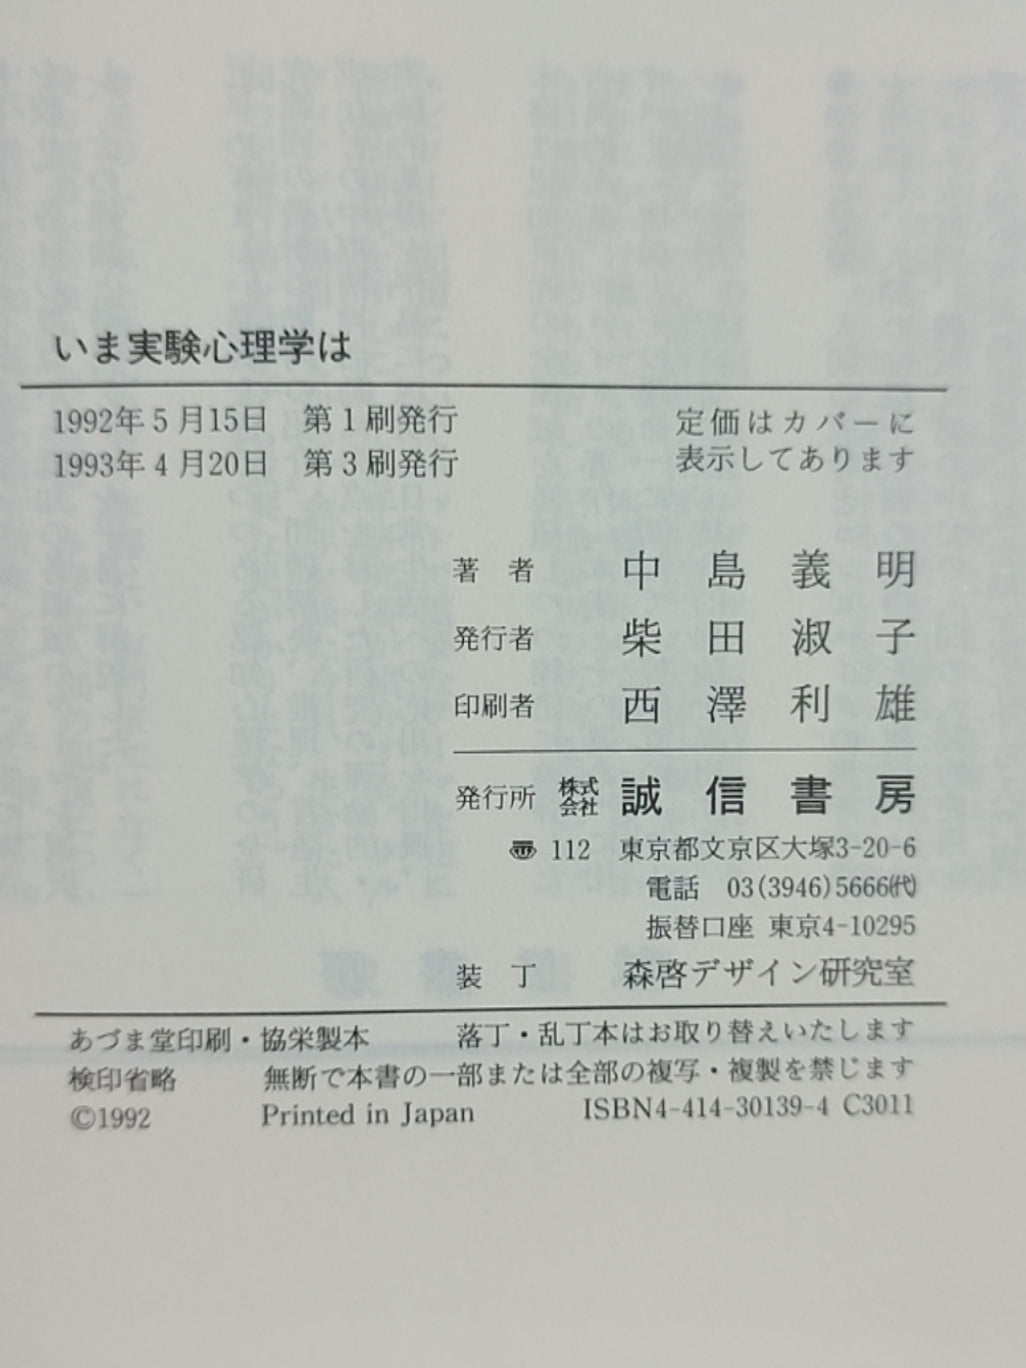 いま実験心理学は
1992年5月15日　第1刷発行
1993年4月20日　第3刷発行
定価はカバーに
表示してあります
著　者　中島義明
発行者　柴田淑子
印刷者　西澤利雄
発行所　株式会社　誠信書房
〠 112　東京都文京区大塚3-20-6
電話　03(3946)5666㈹
振替口座　東京4-10295
装　丁　森啓デザイン研究室
あづま堂印刷・協栄製本　落丁・乱丁本はお取り替えいたします
検印省略　無断で本書の一部または全部の複写・複製を禁じます
©1992　Printed in Japan　ISBN4-414-30139-4 C3011